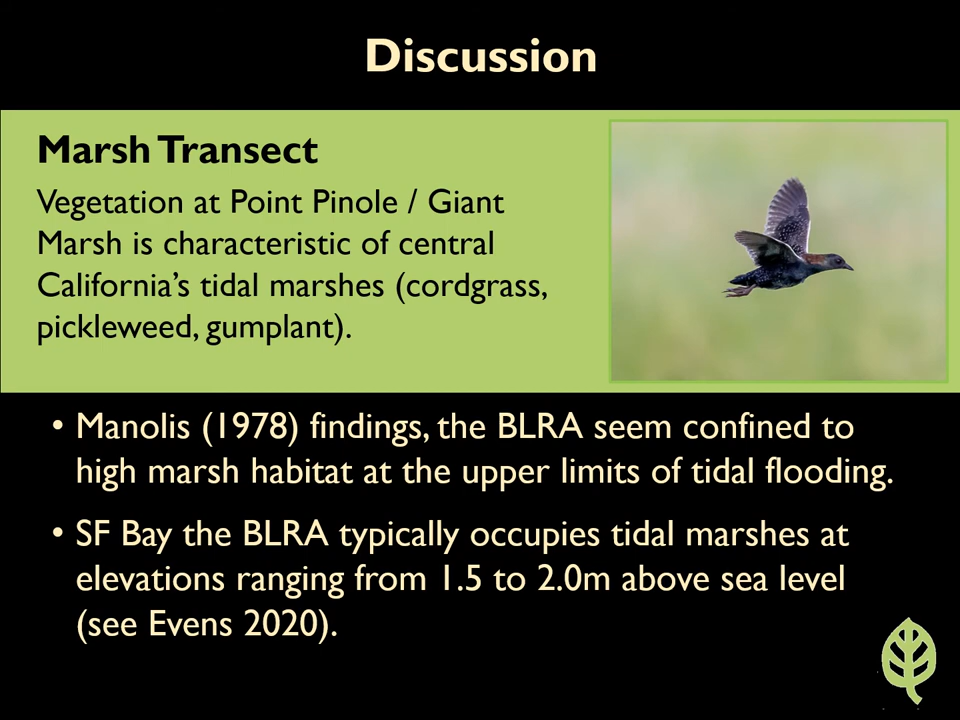 Discussion
Marsh Transect
Vegetation at Point Pinole / Giant
Marsh is characteristic of central
California’s tidal marshes (cordgrass,
pickleweed, gumplant).
• Manolis (1978) findings, the BLRA seem confined to
high marsh habitat at the upper limits of tidal flooding.
• SF Bay the BLRA typically occupies tidal marshes at
elevations ranging from 1.5 to 2.0m above sea level
(see Evens 2020).